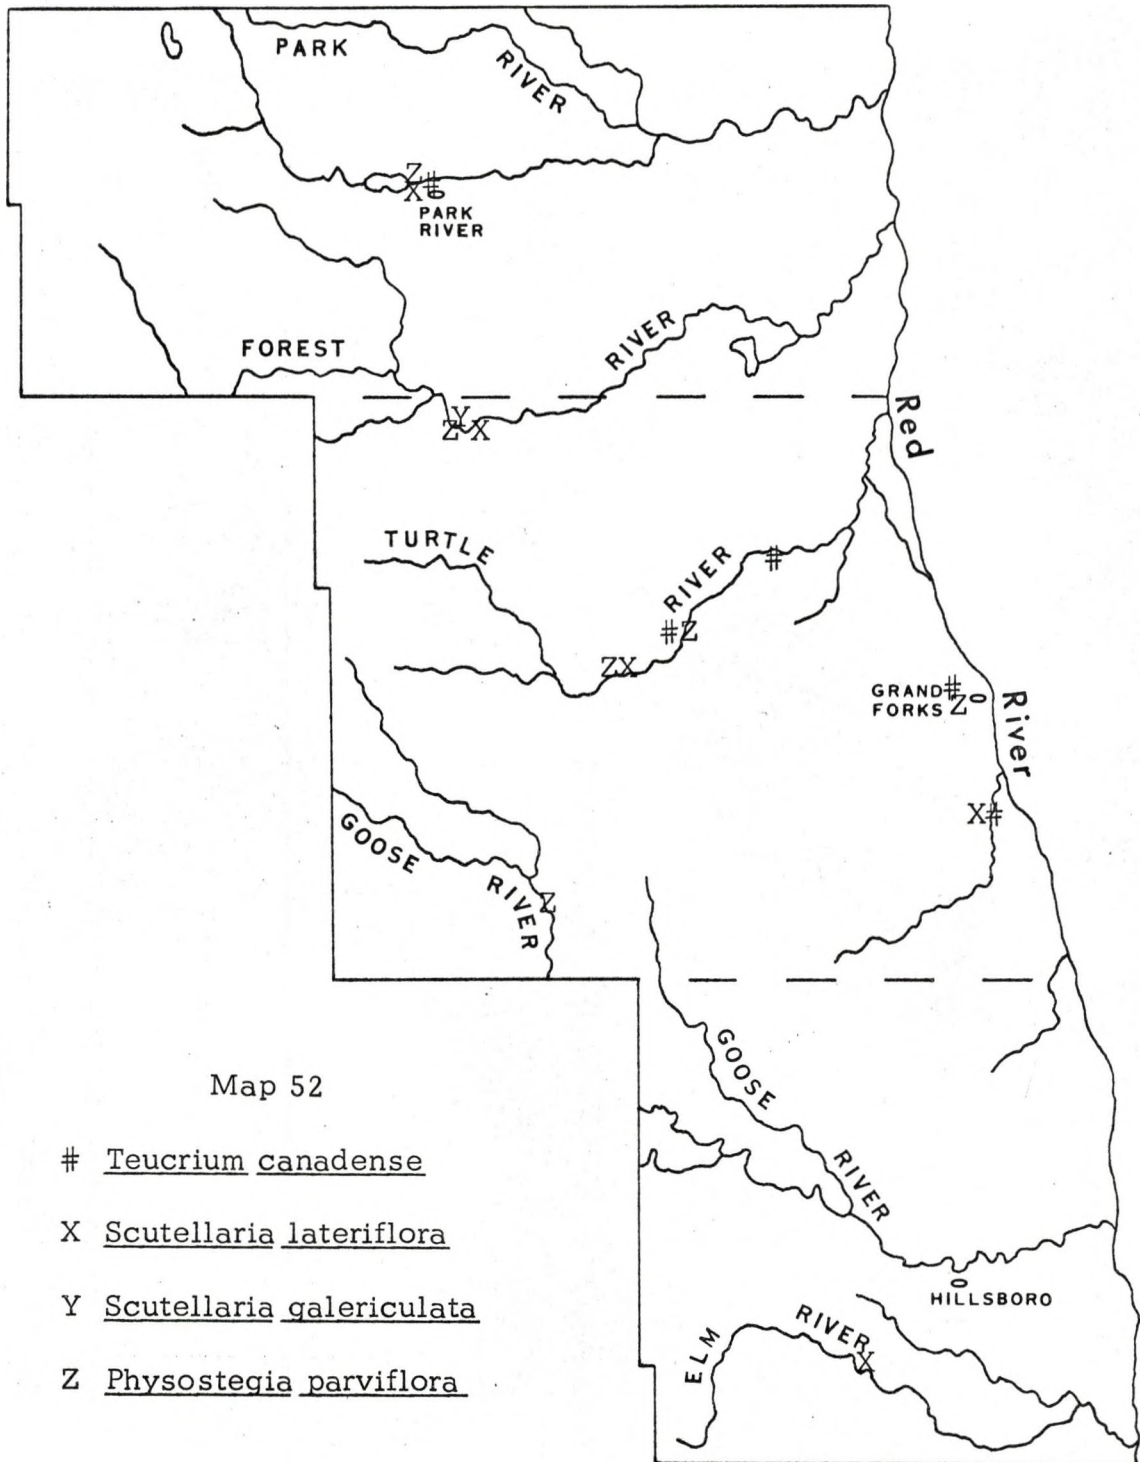 PARK
RIVER
Z
X #
PARK
RIVER
FOREST
RIVER
Y
Z X
Red
TURTLE
RIVER
#
# Z
Z X
GRAND #
FORKS Z
River
X #
GOOSE
RIVER
Z
GOOSE
RIVER
HILLSBORO
ELM
RIVER
X
Map 52
# Teucrium canadense
X Scutellaria lateriflora
Y Scutellaria galericulata
Z Physostegia parviflora